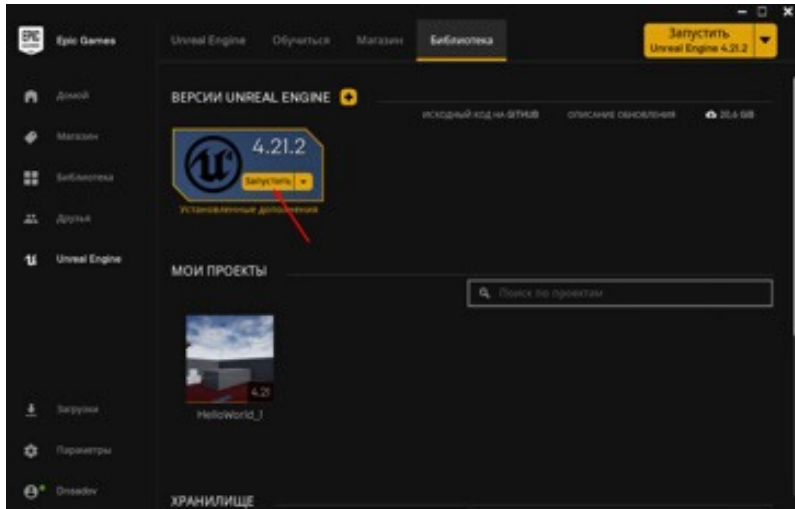 EPIC
Epic Games
Unreal Engine
Обучиться
Магазин
Библиотека
Запустить
Unreal Engine 4.21.2
Домой
Магазин
Библиотека
Друзья
Unreal Engine
Загрузки
Параметры
ВЕРСИИ UNREAL ENGINE
ИСХОДНЫЙ КОД НА GITHUB
ОПИСАНИЕ ОБНОВЛЕНИЯ
20,6 GB
4.21.2
Запустить
Установленные дополнения
МОИ ПРОЕКТЫ
Поиск по проектам
4.21
HelloWorld_1
ХРАНИЛИЩЕ